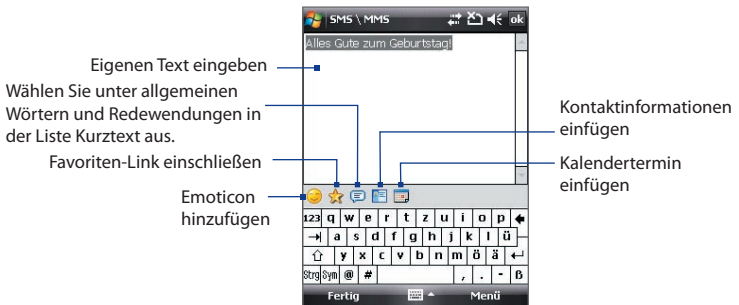 SMS \ MMS
ok
Alles Gute zum Geburtstag!
Eigenen Text eingeben
Wählen Sie unter allgemeinen
Wörtern und Redewendungen in
der Liste Kurztext aus.
Favoriten-Link einschließen
Emoticon
hinzufügen
Kontaktinformationen
einfügen
Kalendertermin
einfügen
123 q w e r t z u i o p
a s d f g h j k l ü
y x c v b n m ö ä
Strg Sym @ # , . - ß
Fertig Menü